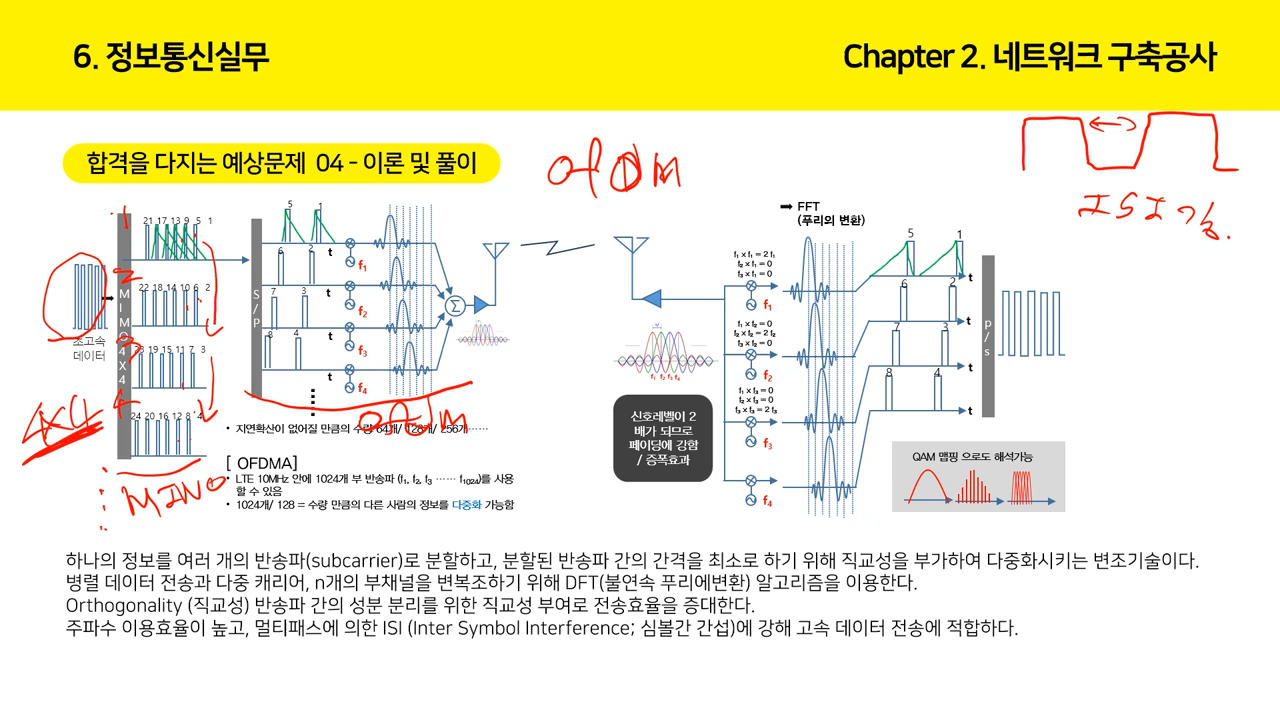 6. 정보통신실무
Chapter 2. 네트워크 구축공사
합격을 다지는 예상문제 04 - 이론 및 풀이
OFDM
ISI
21 17 13 9 5 1
22 18 14 10 6 2
19 15 11 7 3
24 20 16 12 8 4
1
2
3
4
초고속
데이터
MIMO 4X4
4x4
MIMO
S/P
5 1
t
f₁
6 2
t
f₂
7 3
t
f₃
8 4
t
f₄
Σ
ofdm
• 지연확산이 없어질 만큼의 수량 64개/ 128개/ 256개……
[ OFDMA]
• LTE 10MHz 안에 1024개 부 반송파 (f₁, f₂, f₃ …… f₁₀₂₄)를 사용
할 수 있음
• 1024개/ 128 = 수량 만큼의 다른 사람의 정보를 다중화 가능함
f₁ f₂ f₃ f₄
신호레벨이 2
배가 되므로
페이딩에 강함
/ 증폭효과
➡ FFT
(푸리의 변환)
f₁ x f₁ = 2 f₁
f₂ x f₁ = 0
f₃ x f₁ = 0
f₁
f₁ x f₂ = 0
f₂ x f₂ = 2 f₂
f₃ x f₂ = 0
f₂
f₁ x f₃ = 0
f₂ x f₃ = 0
f₃ x f₃ = 2 f₃
f₃
f₄
5 1
t
6 2
t
7 3
t
8 4
t
p/s
QAM 맵핑 으로도 해석가능
하나의 정보를 여러 개의 반송파(subcarrier)로 분할하고, 분할된 반송파 간의 간격을 최소로 하기 위해 직교성을 부가하여 다중화시키는 변조기술이다.
병렬 데이터 전송과 다중 캐리어, n개의 부채널을 변복조하기 위해 DFT(불연속 푸리에변환) 알고리즘을 이용한다.
Orthogonality (직교성) 반송파 간의 성분 분리를 위한 직교성 부여로 전송효율을 증대한다.
주파수 이용효율이 높고, 멀티패스에 의한 ISI (Inter Symbol Interference; 심볼간 간섭)에 강해 고속 데이터 전송에 적합하다.